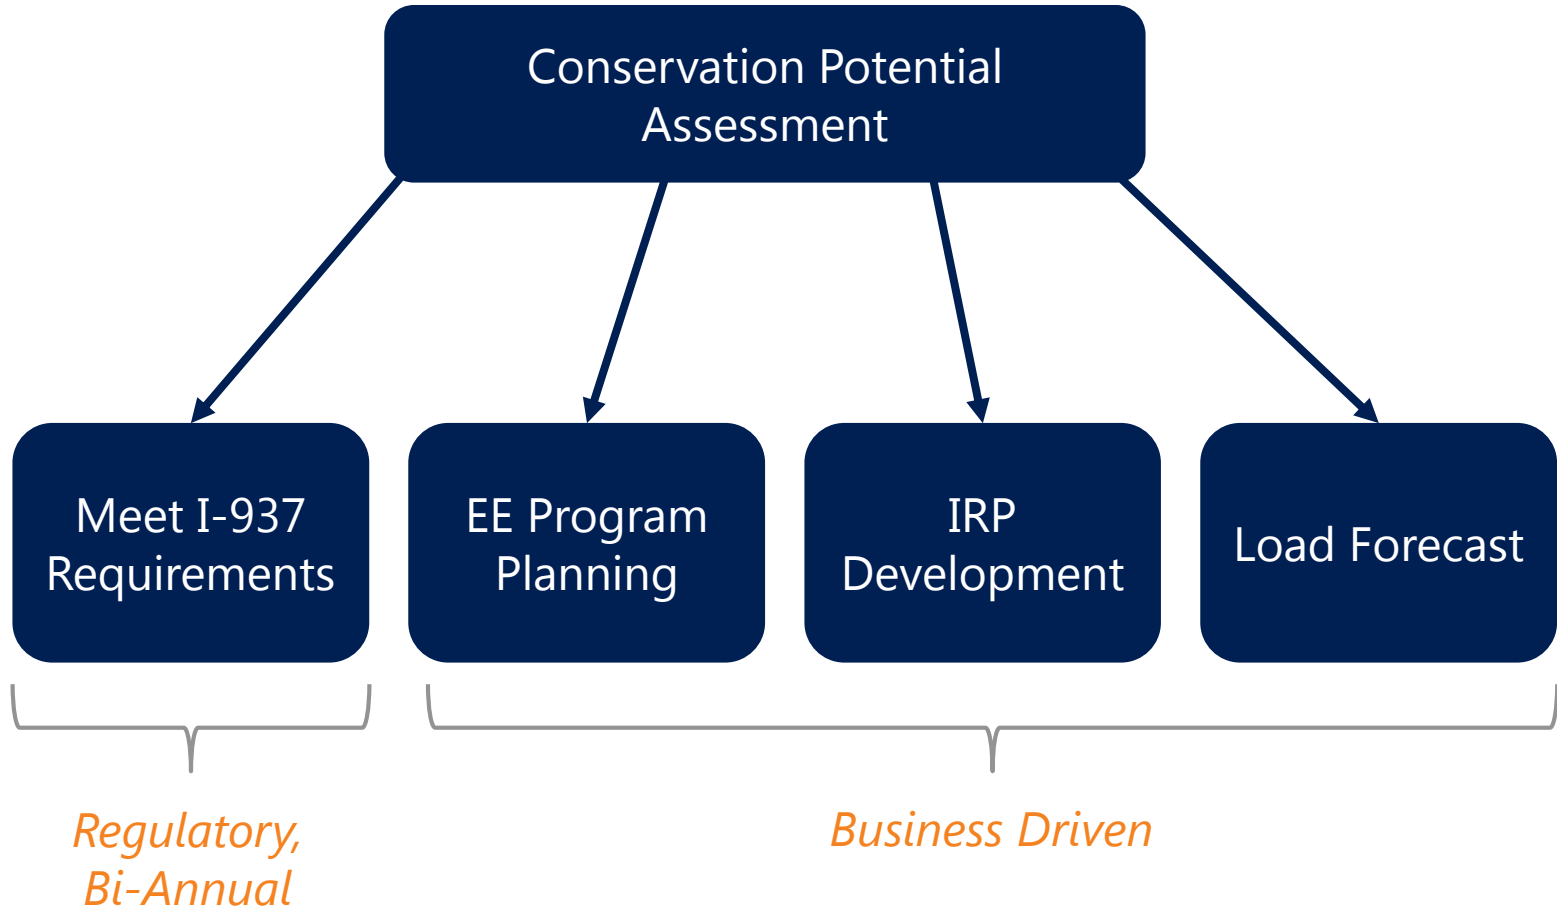 Conservation Potential
Assessment
Meet I-937
Requirements
EE Program
Planning
IRP
Development
Load Forecast
Regulatory,
Bi-Annual
Business Driven